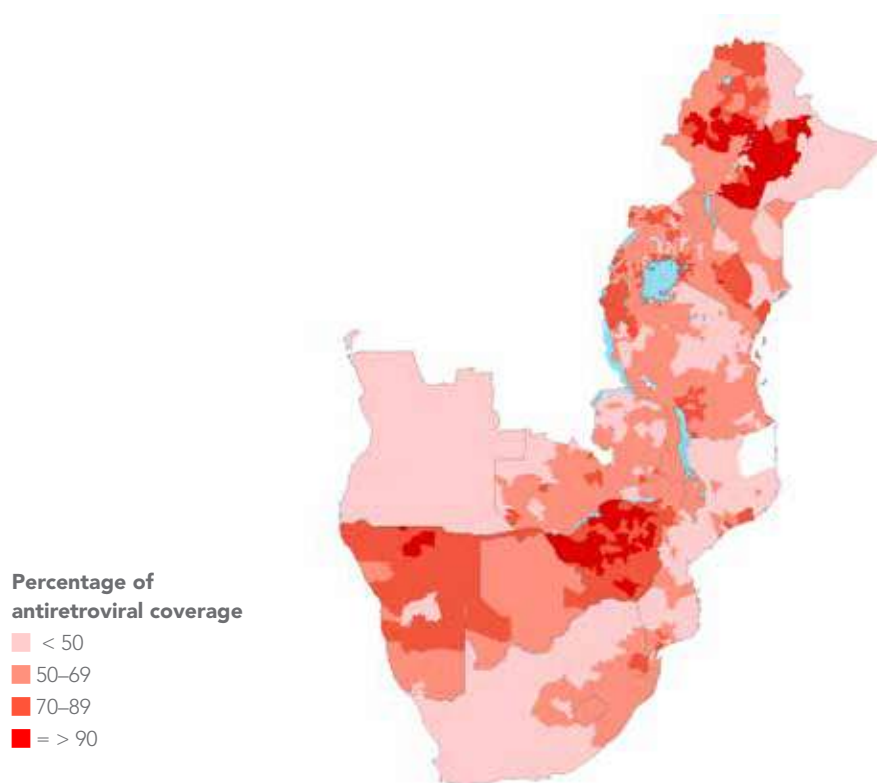 Percentage of
antiretroviral coverage
< 50
50–69
70–89
= > 90